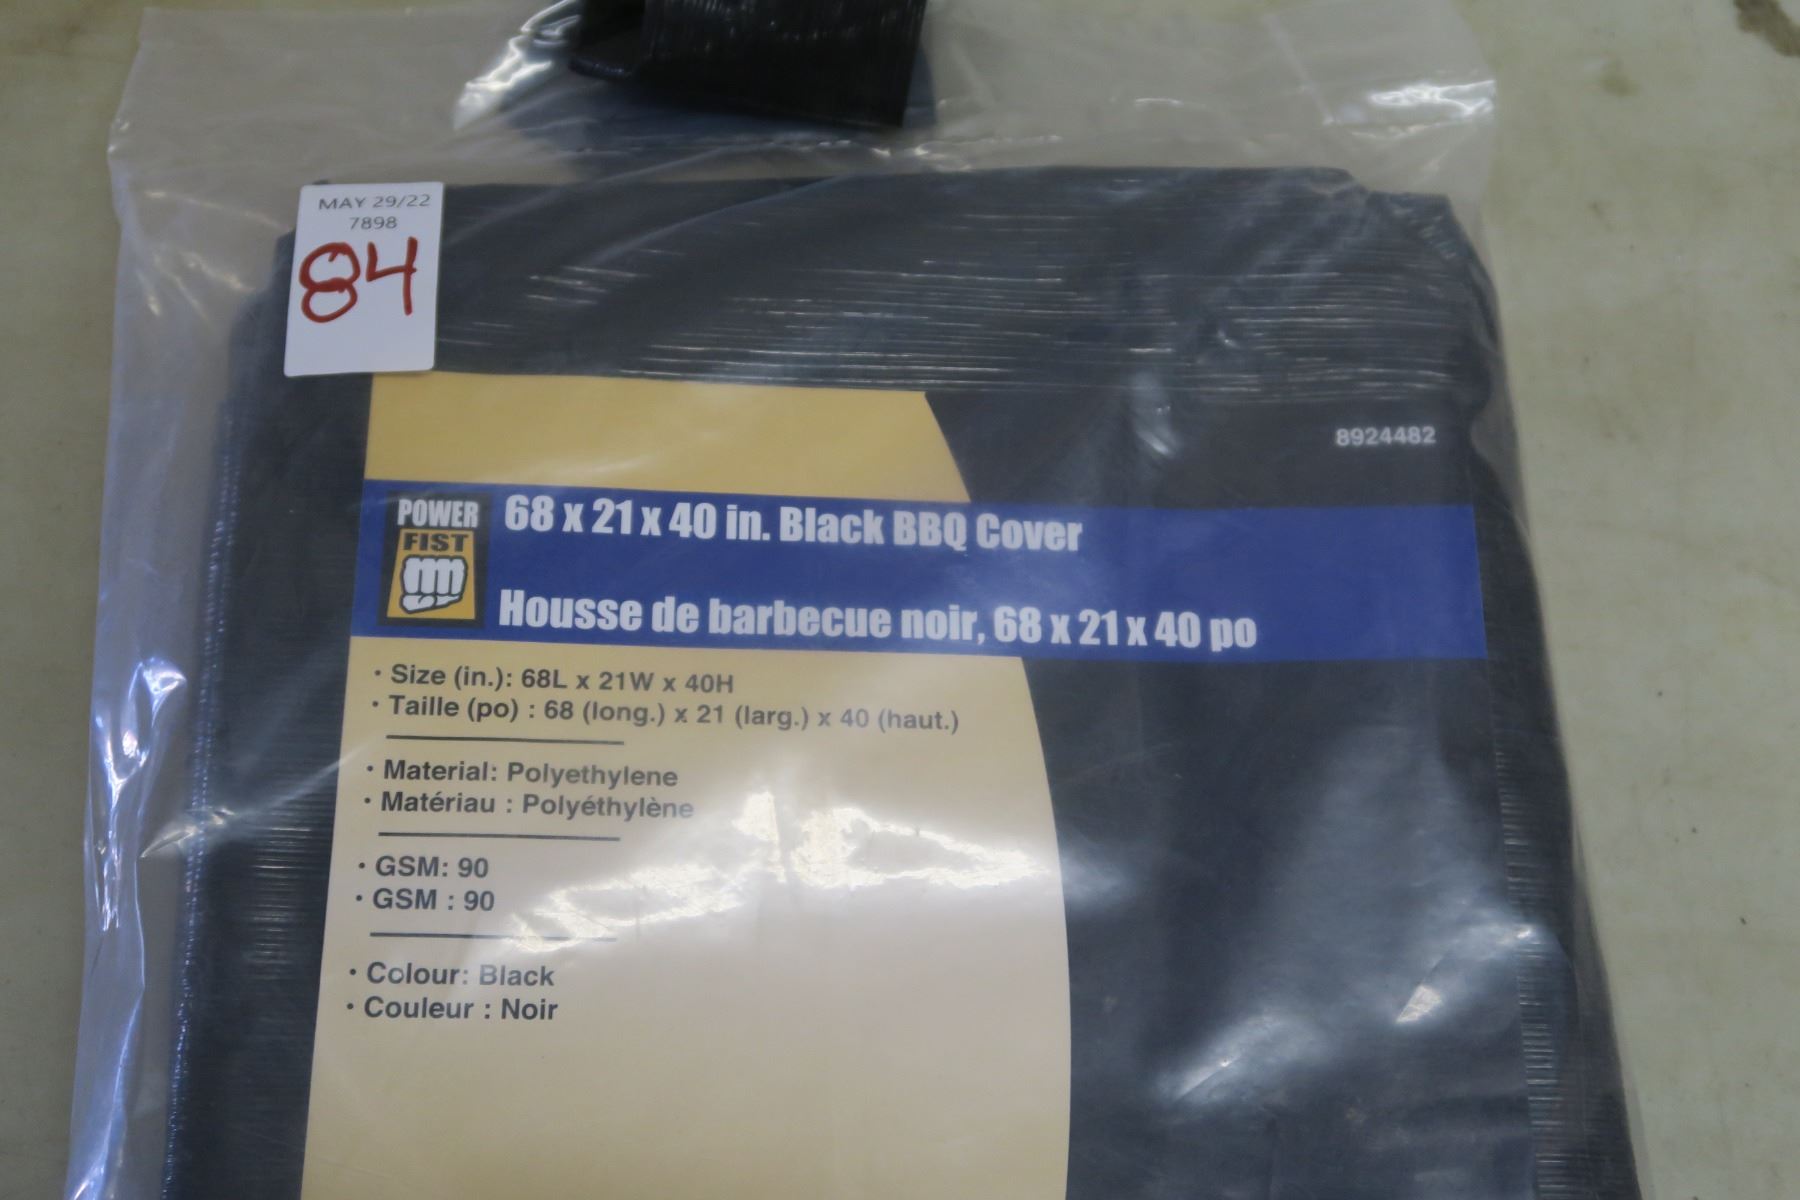 MAY 29/22
7898
84
8924482
POWER
FIST
68 x 21 x 40 in. Black BBQ Cover
Housse de barbecue noir, 68 x 21 x 40 po
• Size (in.): 68L x 21W x 40H
• Taille (po) : 68 (long.) x 21 (larg.) x 40 (haut.)
• Material: Polyethylene
• Matériau : Polyéthylène
• GSM: 90
• GSM : 90
• Colour: Black
• Couleur : Noir